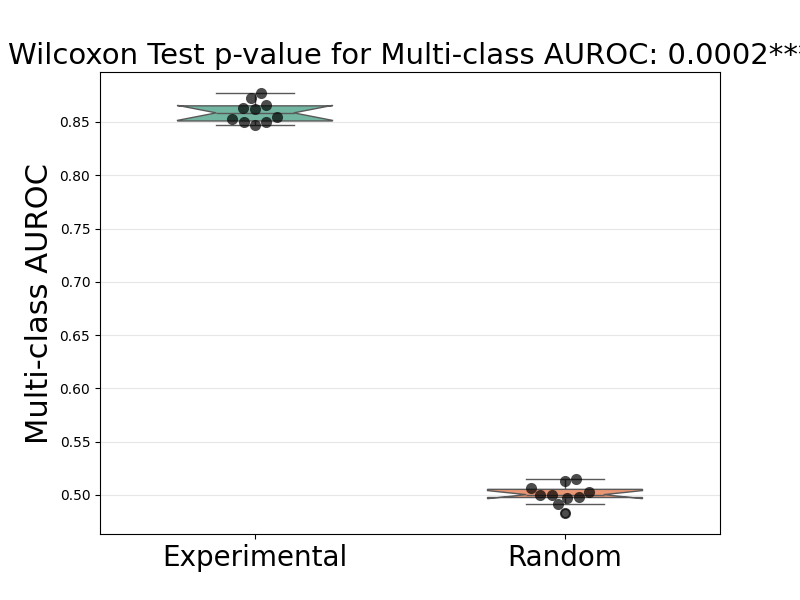 Wilcoxon Test p-value for Multi-class AUROC: 0.0002***
Multi-class AUROC
0.85
0.80
0.75
0.70
0.65
0.60
0.55
0.50
Experimental
Random